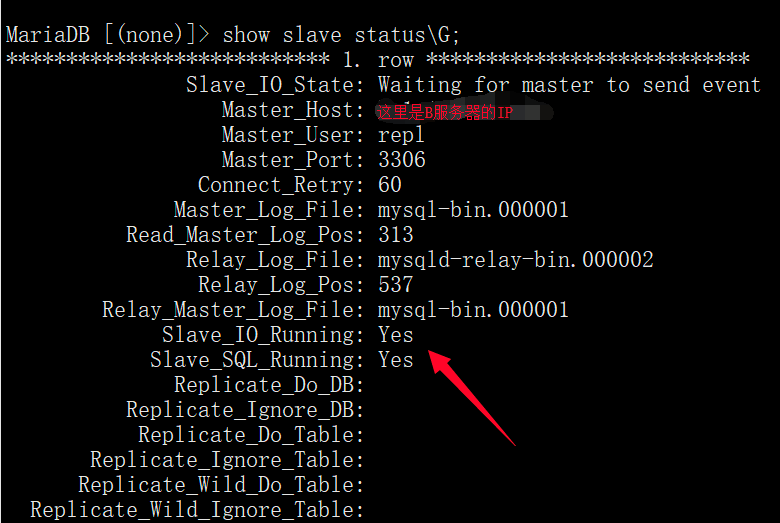 MariaDB [(none)]> show slave status\G;
*************************** 1. row ***************************
Slave_IO_State: Waiting for master to send event
Master_Host: 这里是B服务器的IP
Master_User: repl
Master_Port: 3306
Connect_Retry: 60
Master_Log_File: mysql-bin.000001
Read_Master_Log_Pos: 313
Relay_Log_File: mysqld-relay-bin.000002
Relay_Log_Pos: 537
Relay_Master_Log_File: mysql-bin.000001
Slave_IO_Running: Yes
Slave_SQL_Running: Yes
Replicate_Do_DB:
Replicate_Ignore_DB:
Replicate_Do_Table:
Replicate_Ignore_Table:
Replicate_Wild_Do_Table:
Replicate_Wild_Ignore_Table: